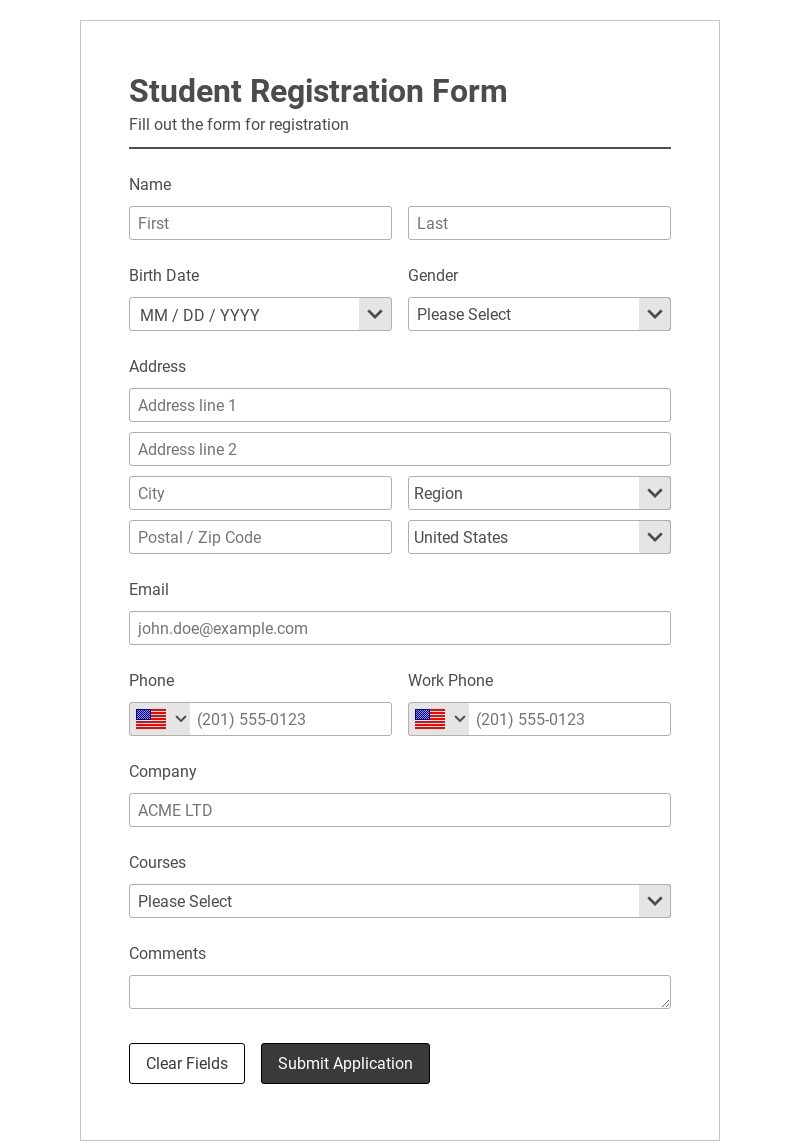 Student Registration Form
Fill out the form for registration
Name
First Last
Birth Date Gender
MM / DD / YYYY Please Select
Address
Address line 1
Address line 2
City Region
Postal / Zip Code United States
Email
john.doe@example.com
Phone Work Phone
(201) 555-0123 (201) 555-0123
Company
ACME LTD
Courses
Please Select
Comments
Clear Fields Submit Application